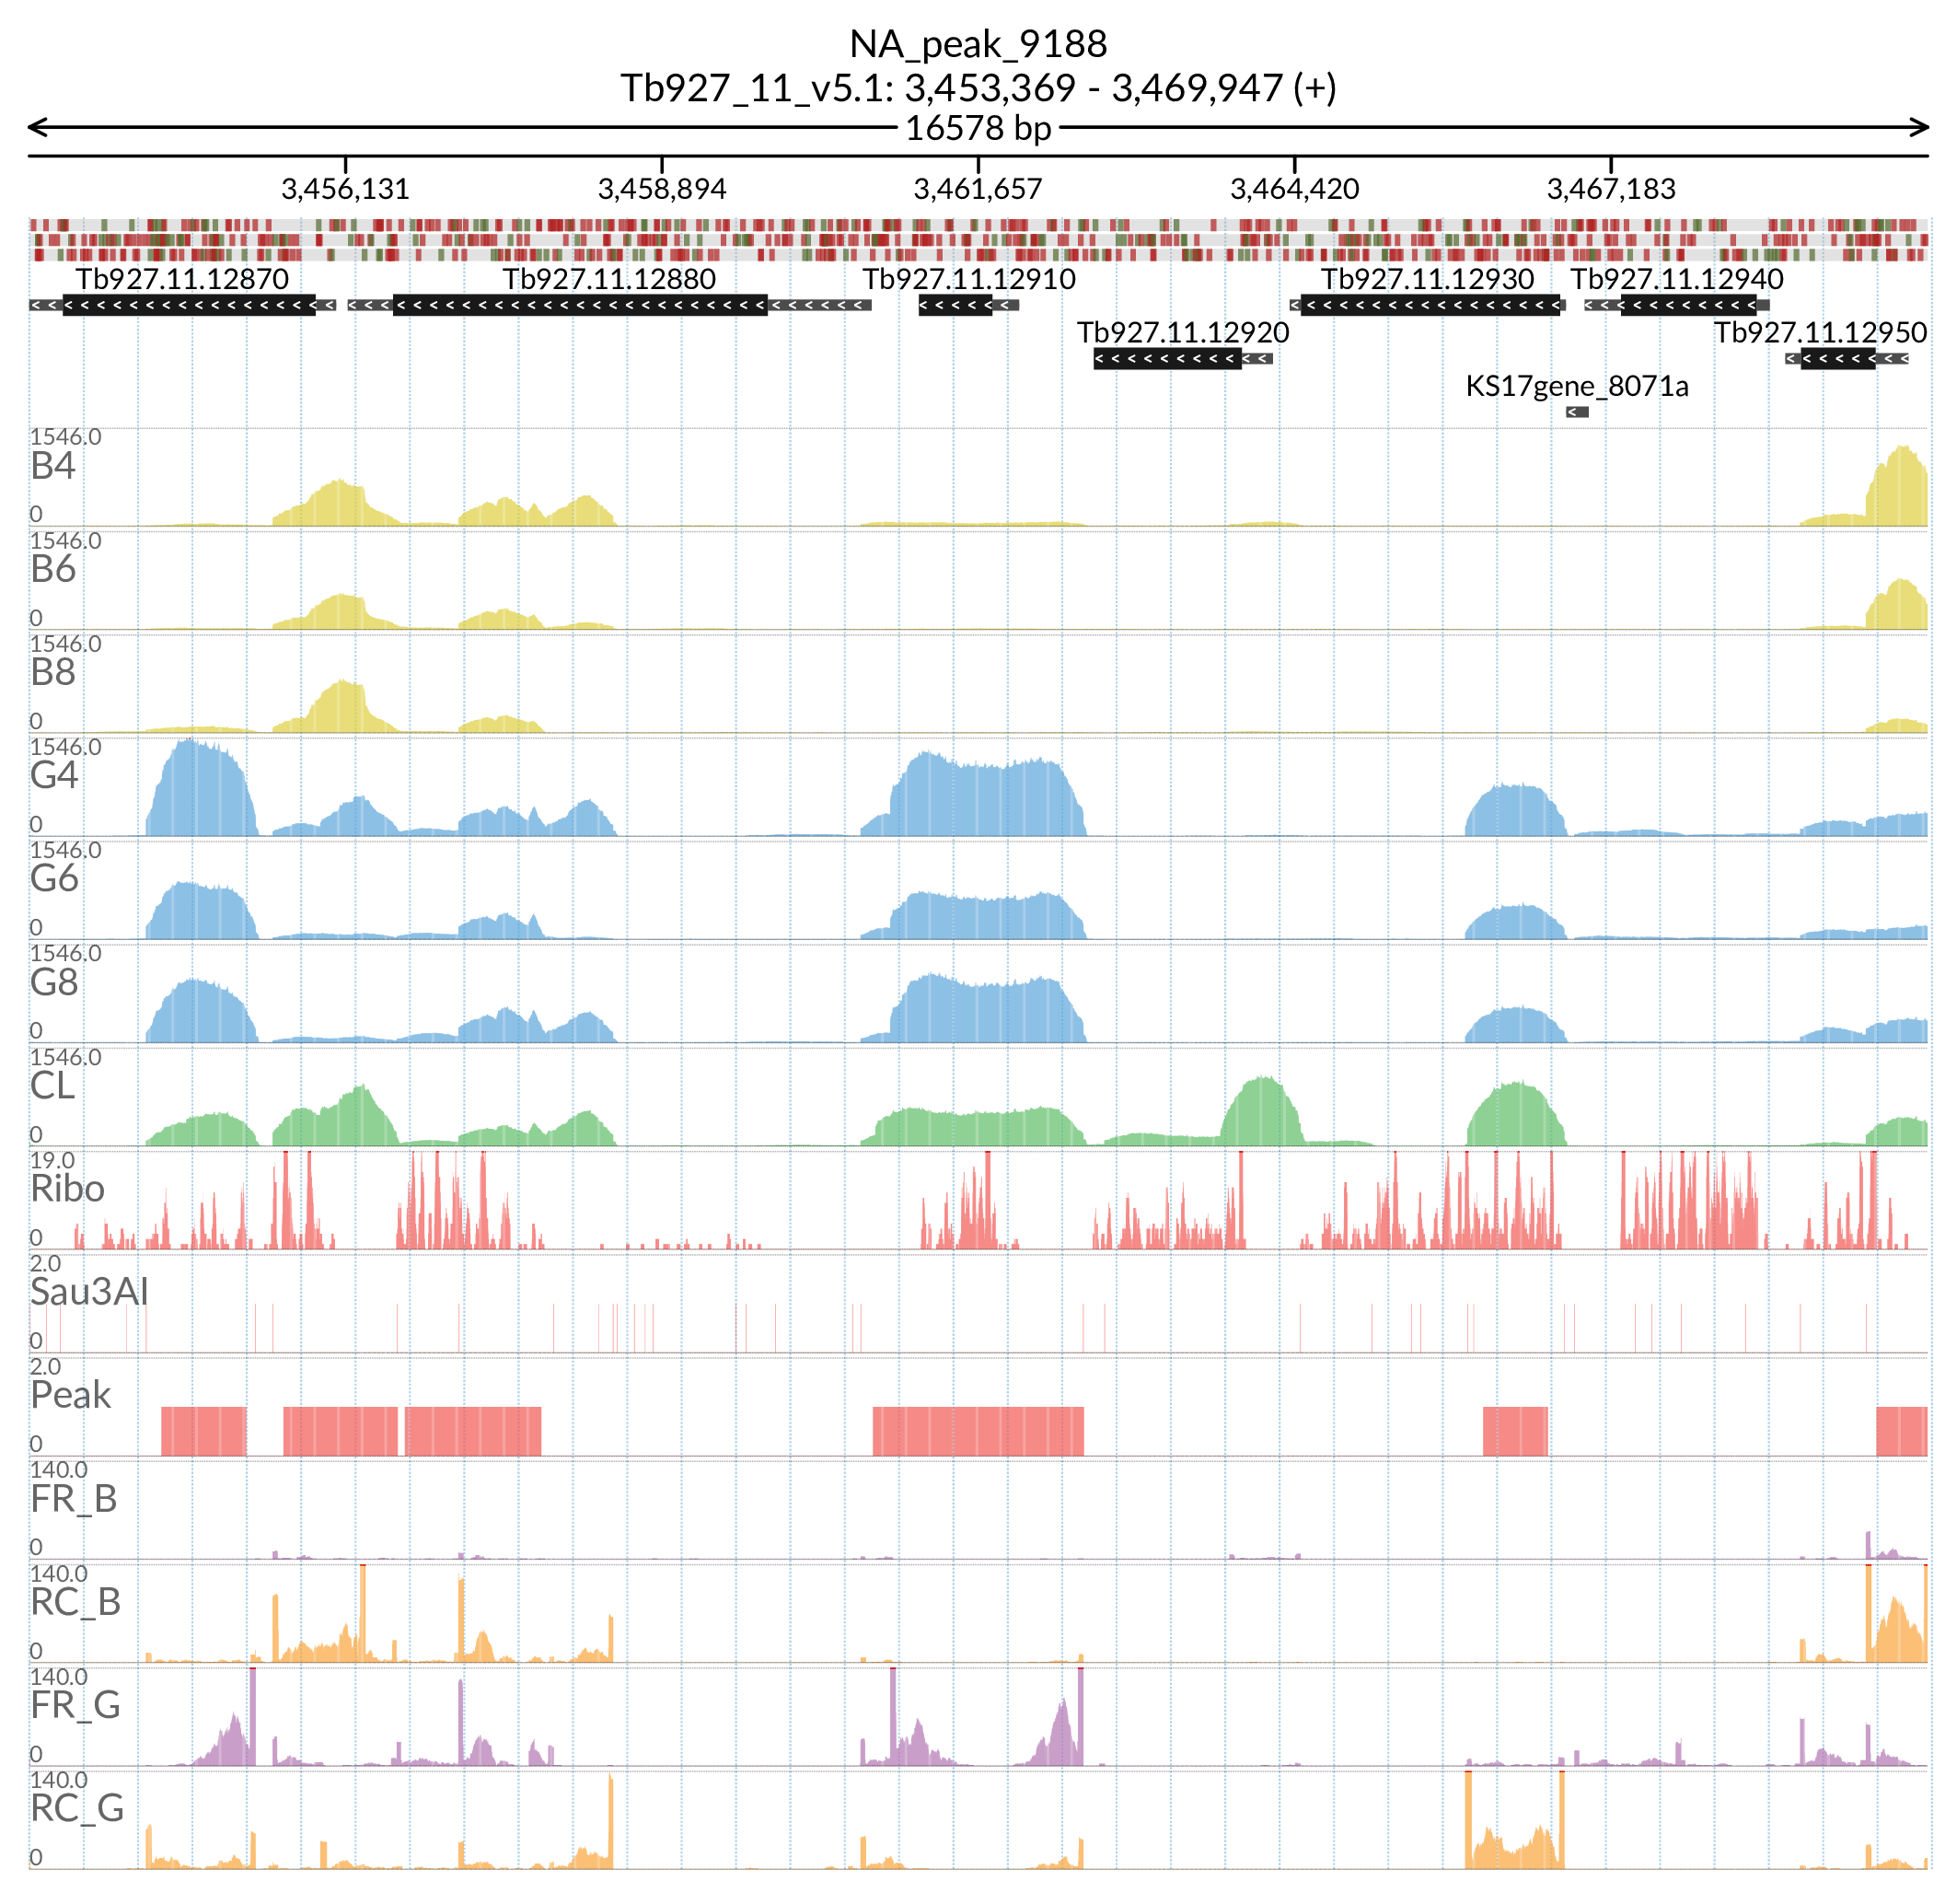 NA_peak_9188
Tb927_11_v5.1: 3,453,369 - 3,469,947 (+)
16578 bp
3,456,131 3,458,894 3,461,657 3,464,420 3,467,183
Tb927.11.12870 Tb927.11.12880 Tb927.11.12910 Tb927.11.12930 Tb927.11.12940
Tb927.11.12920 Tb927.11.12950
KS17gene_8071a
1546.0
B4
0
1546.0
B6
0
1546.0
B8
0
1546.0
G4
0
1546.0
G6
0
1546.0
G8
0
1546.0
CL
0
19.0
Ribo
0
2.0
Sau3AI
0
2.0
Peak
0
140.0
FR_B
0
140.0
RC_B
0
140.0
FR_G
0
140.0
RC_G
0